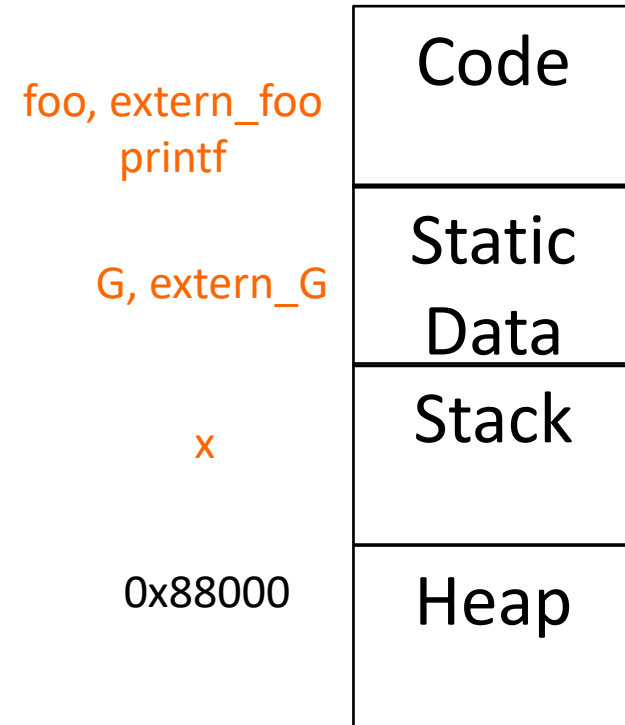 Code
foo, extern_foo
printf
Static
Data
G, extern_G
Stack
x
0x88000
Heap